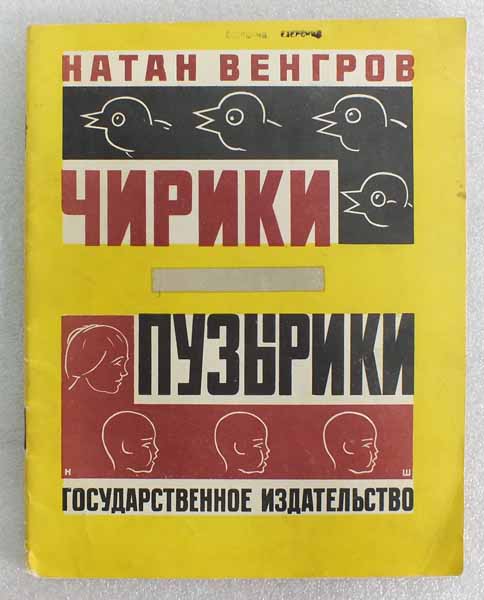 НАТАН ВЕНГРОВ
ЧИРИКИ
ПУЗЫРИКИ
Н Ш
ГОСУДАРСТВЕННОЕ ИЗДАТЕЛЬСТВО